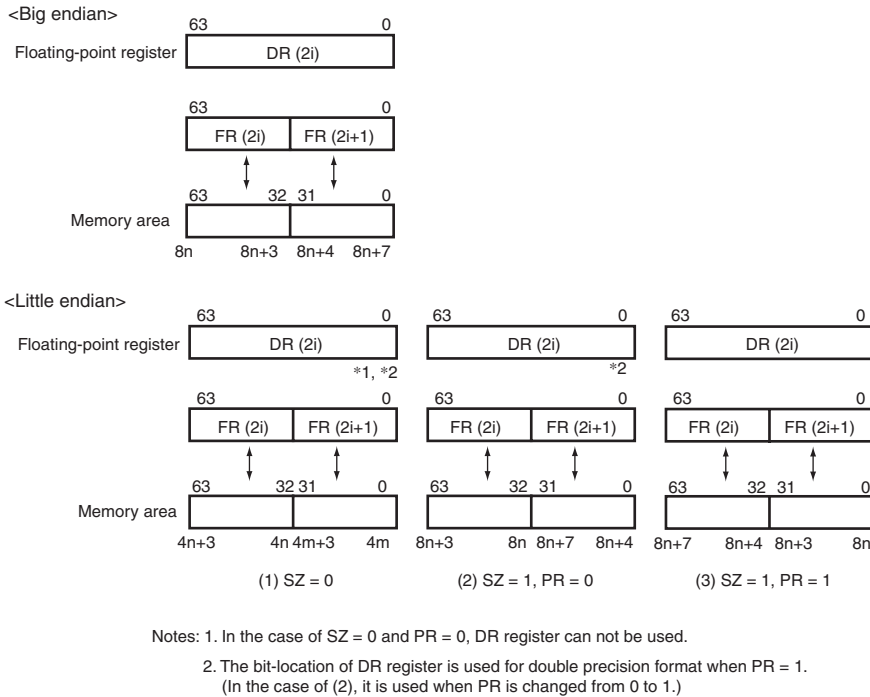 <Big endian>
63 0
Floating-point register DR (2i)
63 0
FR (2i) FR (2i+1)
63 32 31 0
Memory area
8n 8n+3 8n+4 8n+7
<Little endian>
63 0 63 0 63 0
Floating-point register DR (2i) DR (2i) DR (2i)
*1, *2 *2
63 0 63 0 63 0
FR (2i) FR (2i+1) FR (2i) FR (2i+1) FR (2i) FR (2i+1)
63 32 31 0 63 32 31 0 63 32 31 0
Memory area
4n+3 4n 4m+3 4m 8n+3 8n 8n+7 8n+4 8n+7 8n+4 8n+3 8n
(1) SZ = 0 (2) SZ = 1, PR = 0 (3) SZ = 1, PR = 1
Notes: 1. In the case of SZ = 0 and PR = 0, DR register can not be used.
2. The bit-location of DR register is used for double precision format when PR = 1.
(In the case of (2), it is used when PR is changed from 0 to 1.)